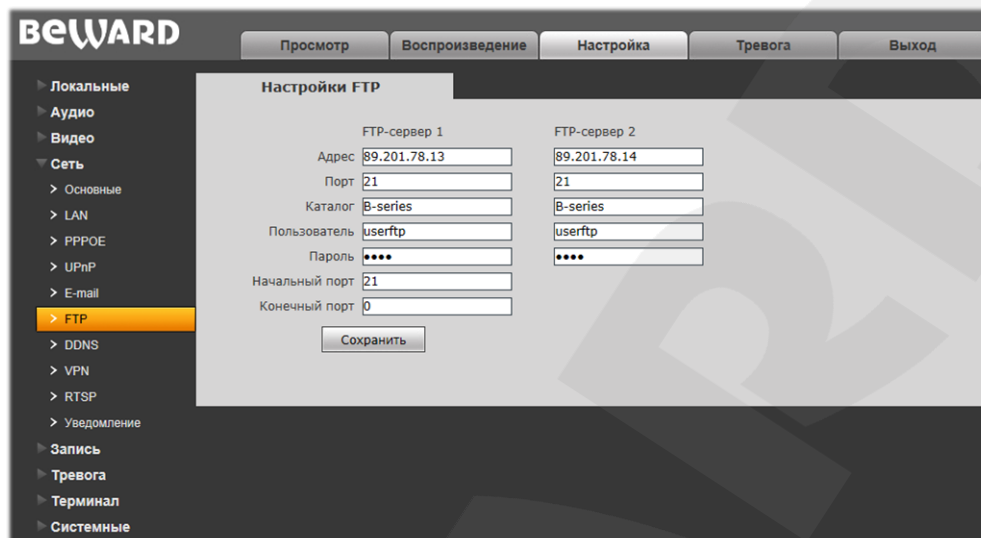 BEWARD
Просмотр Воспроизведение Настройка Тревога Выход
Локальные
Аудио
Видео
Сеть
> Основные
> LAN
> PPPOE
> UPnP
> E-mail
> FTP
> DDNS
> VPN
> RTSP
> Уведомление
Запись
Тревога
Терминал
Системные
Настройки FTP
FTP-сервер 1 FTP-сервер 2
Адрес 89.201.78.13 89.201.78.14
Порт 21 21
Каталог B-series B-series
Пользователь userftp userftp
Пароль •••• ••••
Начальный порт 21
Конечный порт 0
Сохранить